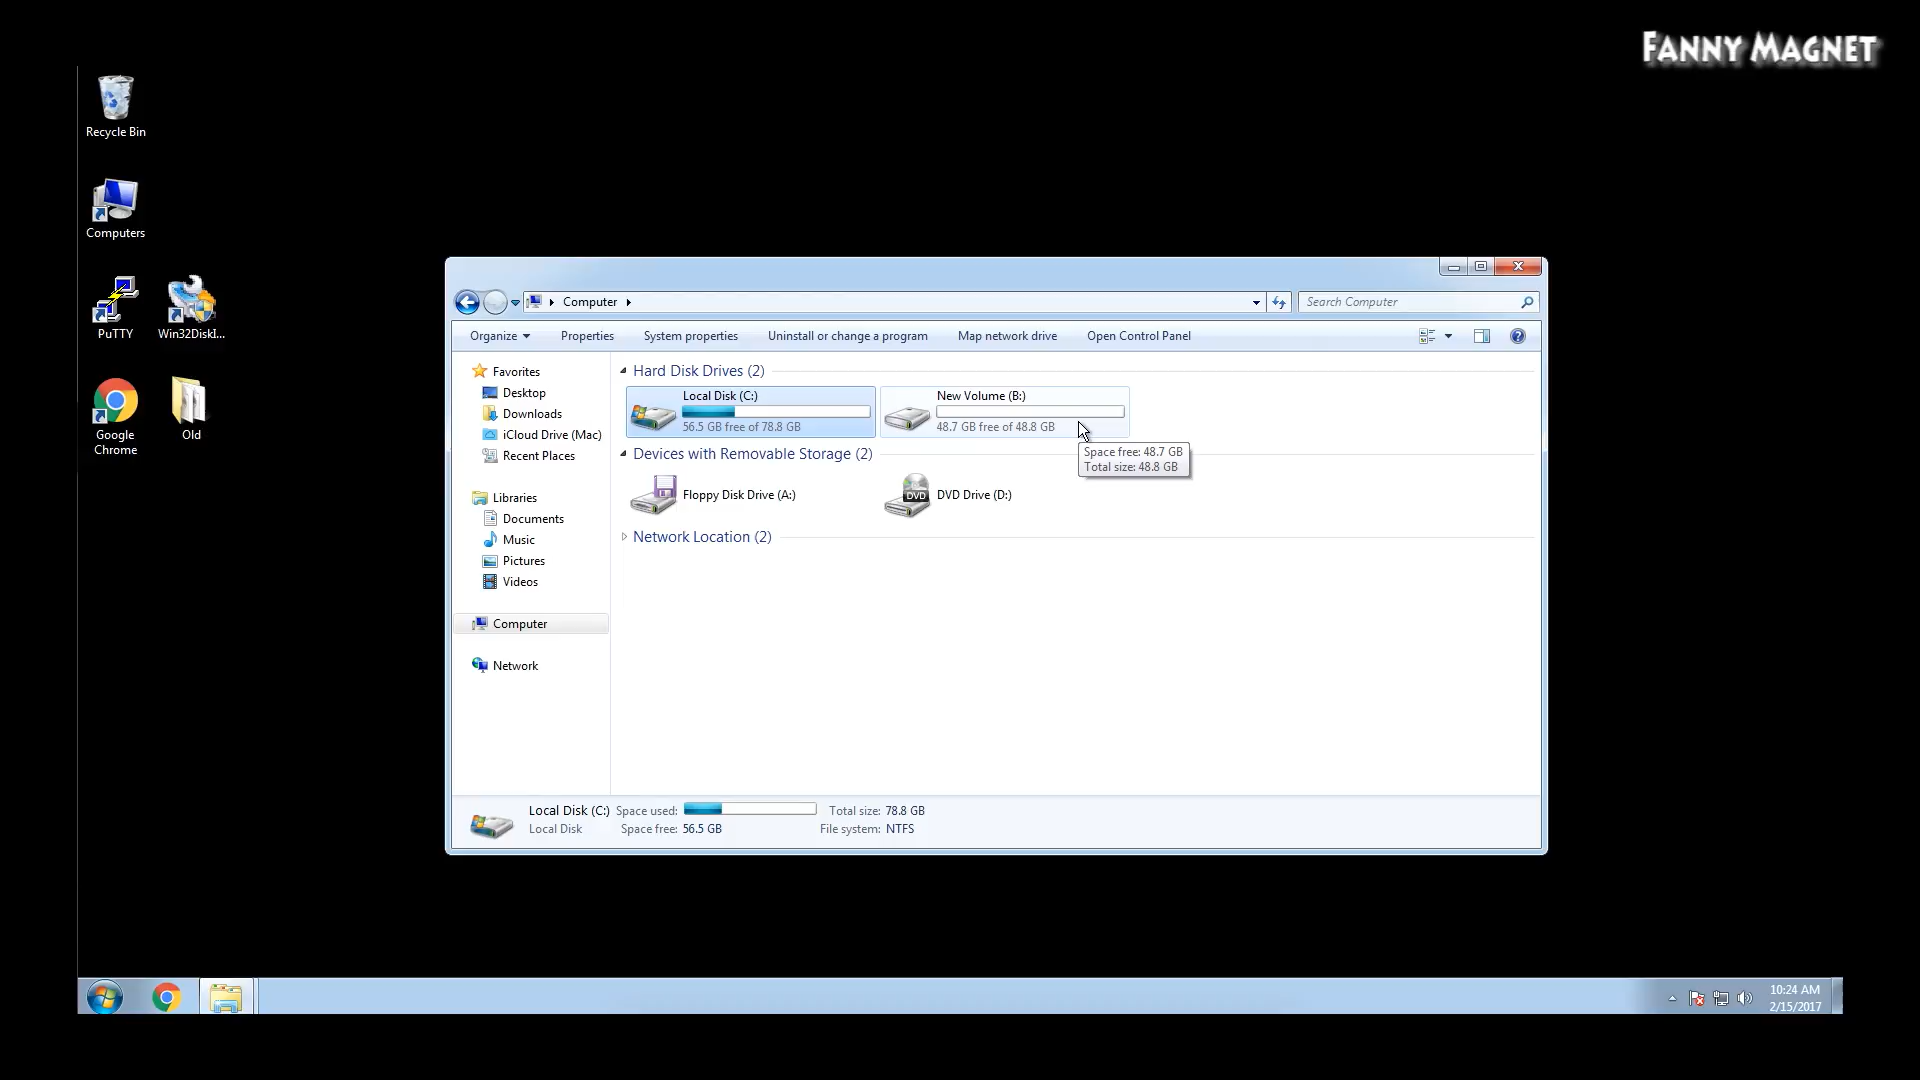 FANNY MAGNET
Recycle Bin
Computers
PuTTY
Win32DiskI...
Google
Chrome
Old
Computer
Search Computer
Organize
Properties
System properties
Uninstall or change a program
Map network drive
Open Control Panel
Favorites
Desktop
Downloads
iCloud Drive (Mac)
Recent Places
Libraries
Documents
Music
Pictures
Videos
Computer
Network
Hard Disk Drives (2)
Local Disk (C:)
56.5 GB free of 78.8 GB
New Volume (B:)
48.7 GB free of 48.8 GB
Space free: 48.7 GB
Total size: 48.8 GB
Devices with Removable Storage (2)
Floppy Disk Drive (A:)
DVD
DVD Drive (D:)
Network Location (2)
Local Disk (C:) Space used: Total size: 78.8 GB
Local Disk Space free: 56.5 GB File system: NTFS
10:24 AM
2/15/2017